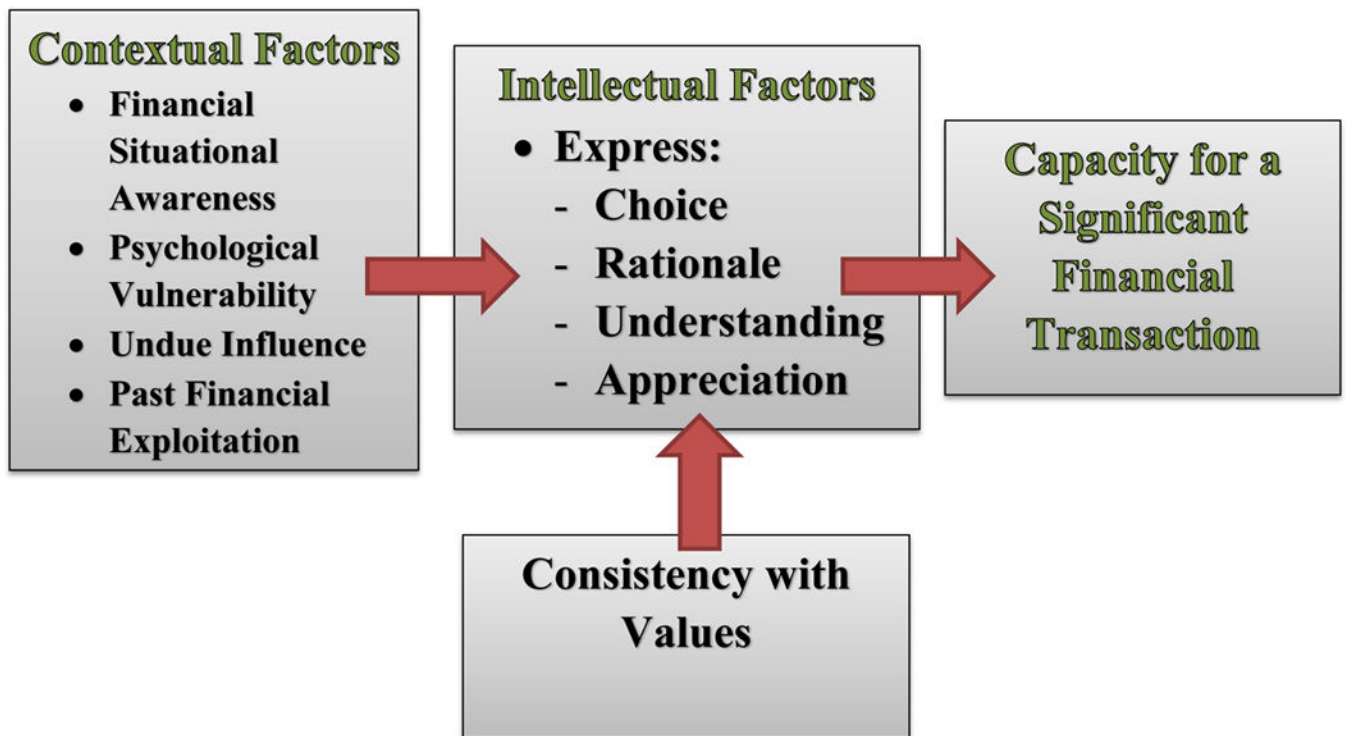 Contextual Factors
• Financial
Situational
Awareness
• Psychological
Vulnerability
• Undue Influence
• Past Financial
Exploitation
Intellectual Factors
• Express:
- Choice
- Rationale
- Understanding
- Appreciation
Capacity for a
Significant
Financial
Transaction
Consistency with
Values